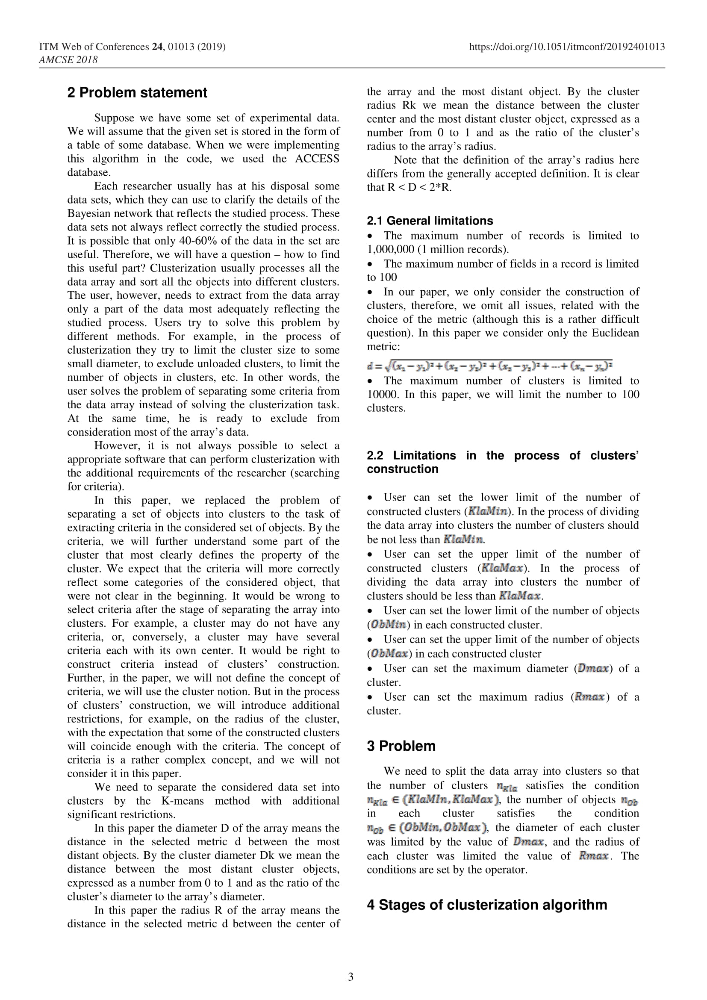 ITM Web of Conferences 24, 01013 (2019)
https://doi.org/10.1051/itmconf/20192401013
AMCSE 2018
2 Problem statement
Suppose we have some set of experimental data.
We will assume that the given set is stored in the form of
a table of some database. When we were implementing
this algorithm in the code, we used the ACCESS
database.
Each researcher usually has at his disposal some
data sets, which they can use to clarify the details of the
Bayesian network that reflects the studied process. These
data sets not always reflect correctly the studied process.
It is possible that only 40-60% of the data in the set are
useful. Therefore, we will have a question – how to find
this useful part? Clusterization usually processes all the
data array and sort all the objects into different clusters.
The user, however, needs to extract from the data array
only a part of the data most adequately reflecting the
studied process. Users try to solve this problem by
different methods. For example, in the process of
clusterization they try to limit the cluster size to some
small diameter, to exclude unloaded clusters, to limit the
number of objects in clusters, etc. In other words, the
user solves the problem of separating some criteria from
the data array instead of solving the clusterization task.
At the same time, he is ready to exclude from
consideration most of the array’s data.
However, it is not always possible to select a
appropriate software that can perform clusterization with
the additional requirements of the researcher (searching
for criteria).
In this paper, we replaced the problem of
separating a set of objects into clusters to the task of
extracting criteria in the considered set of objects. By the
criteria, we will further understand some part of the
cluster that most clearly defines the property of the
cluster. We expect that the criteria will more correctly
reflect some categories of the considered object, that
were not clear in the beginning. It would be wrong to
select criteria after the stage of separating the array into
clusters. For example, a cluster may do not have any
criteria, or, conversely, a cluster may have several
criteria each with its own center. It would be right to
construct criteria instead of clusters’ construction.
Further, in the paper, we will not define the concept of
criteria, we will use the cluster notion. But in the process
of clusters’ construction, we will introduce additional
restrictions, for example, on the radius of the cluster,
with the expectation that some of the constructed clusters
will coincide enough with the criteria. The concept of
criteria is a rather complex concept, and we will not
consider it in this paper.
We need to separate the considered data set into
clusters by the K-means method with additional
significant restrictions.
In this paper the diameter D of the array means the
distance in the selected metric d between the most
distant objects. By the cluster diameter Dk we mean the
distance between the most distant cluster objects,
expressed as a number from 0 to 1 and as the ratio of the
cluster’s diameter to the array’s diameter.
In this paper the radius R of the array means the
distance in the selected metric d between the center of
the array and the most distant object. By the cluster
radius Rk we mean the distance between the cluster
center and the most distant cluster object, expressed as a
number from 0 to 1 and as the ratio of the cluster’s
radius to the array’s radius.
Note that the definition of the array’s radius here
differs from the generally accepted definition. It is clear
that R < D < 2*R.
2.1 General limitations
• The maximum number of records is limited to
1,000,000 (1 million records).
• The maximum number of fields in a record is limited
to 100
• In our paper, we only consider the construction of
clusters, therefore, we omit all issues, related with the
choice of the metric (although this is a rather difficult
question). In this paper we consider only the Euclidean
metric:
d = √(x₁ − y₁)² + (x₂ − y₂)² + (x₃ − y₃)² + ⋯ + (xₙ − yₙ)²
• The maximum number of clusters is limited to
10000. In this paper, we will limit the number to 100
clusters.
2.2 Limitations in the process of clusters’
construction
• User can set the lower limit of the number of
constructed clusters (KlaMin). In the process of dividing
the data array into clusters the number of clusters should
be not less than KlaMin.
• User can set the upper limit of the number of
constructed clusters (KlaMax). In the process of
dividing the data array into clusters the number of
clusters should be less than KlaMax.
• User can set the lower limit of the number of objects
(ObMin) in each constructed cluster.
• User can set the upper limit of the number of objects
(ObMax) in each constructed cluster
• User can set the maximum diameter (Dmax) of a
cluster.
• User can set the maximum radius (Rmax) of a
cluster.
3 Problem
We need to split the data array into clusters so that
the number of clusters n_Kla satisfies the condition
n_Kla ∈ (KlaMIn, KlaMax), the number of objects n_Ob
in each cluster satisfies the condition
n_Ob ∈ (ObMin, ObMax), the diameter of each cluster
was limited by the value of Dmax, and the radius of
each cluster was limited the value of Rmax. The
conditions are set by the operator.
4 Stages of clusterization algorithm
3